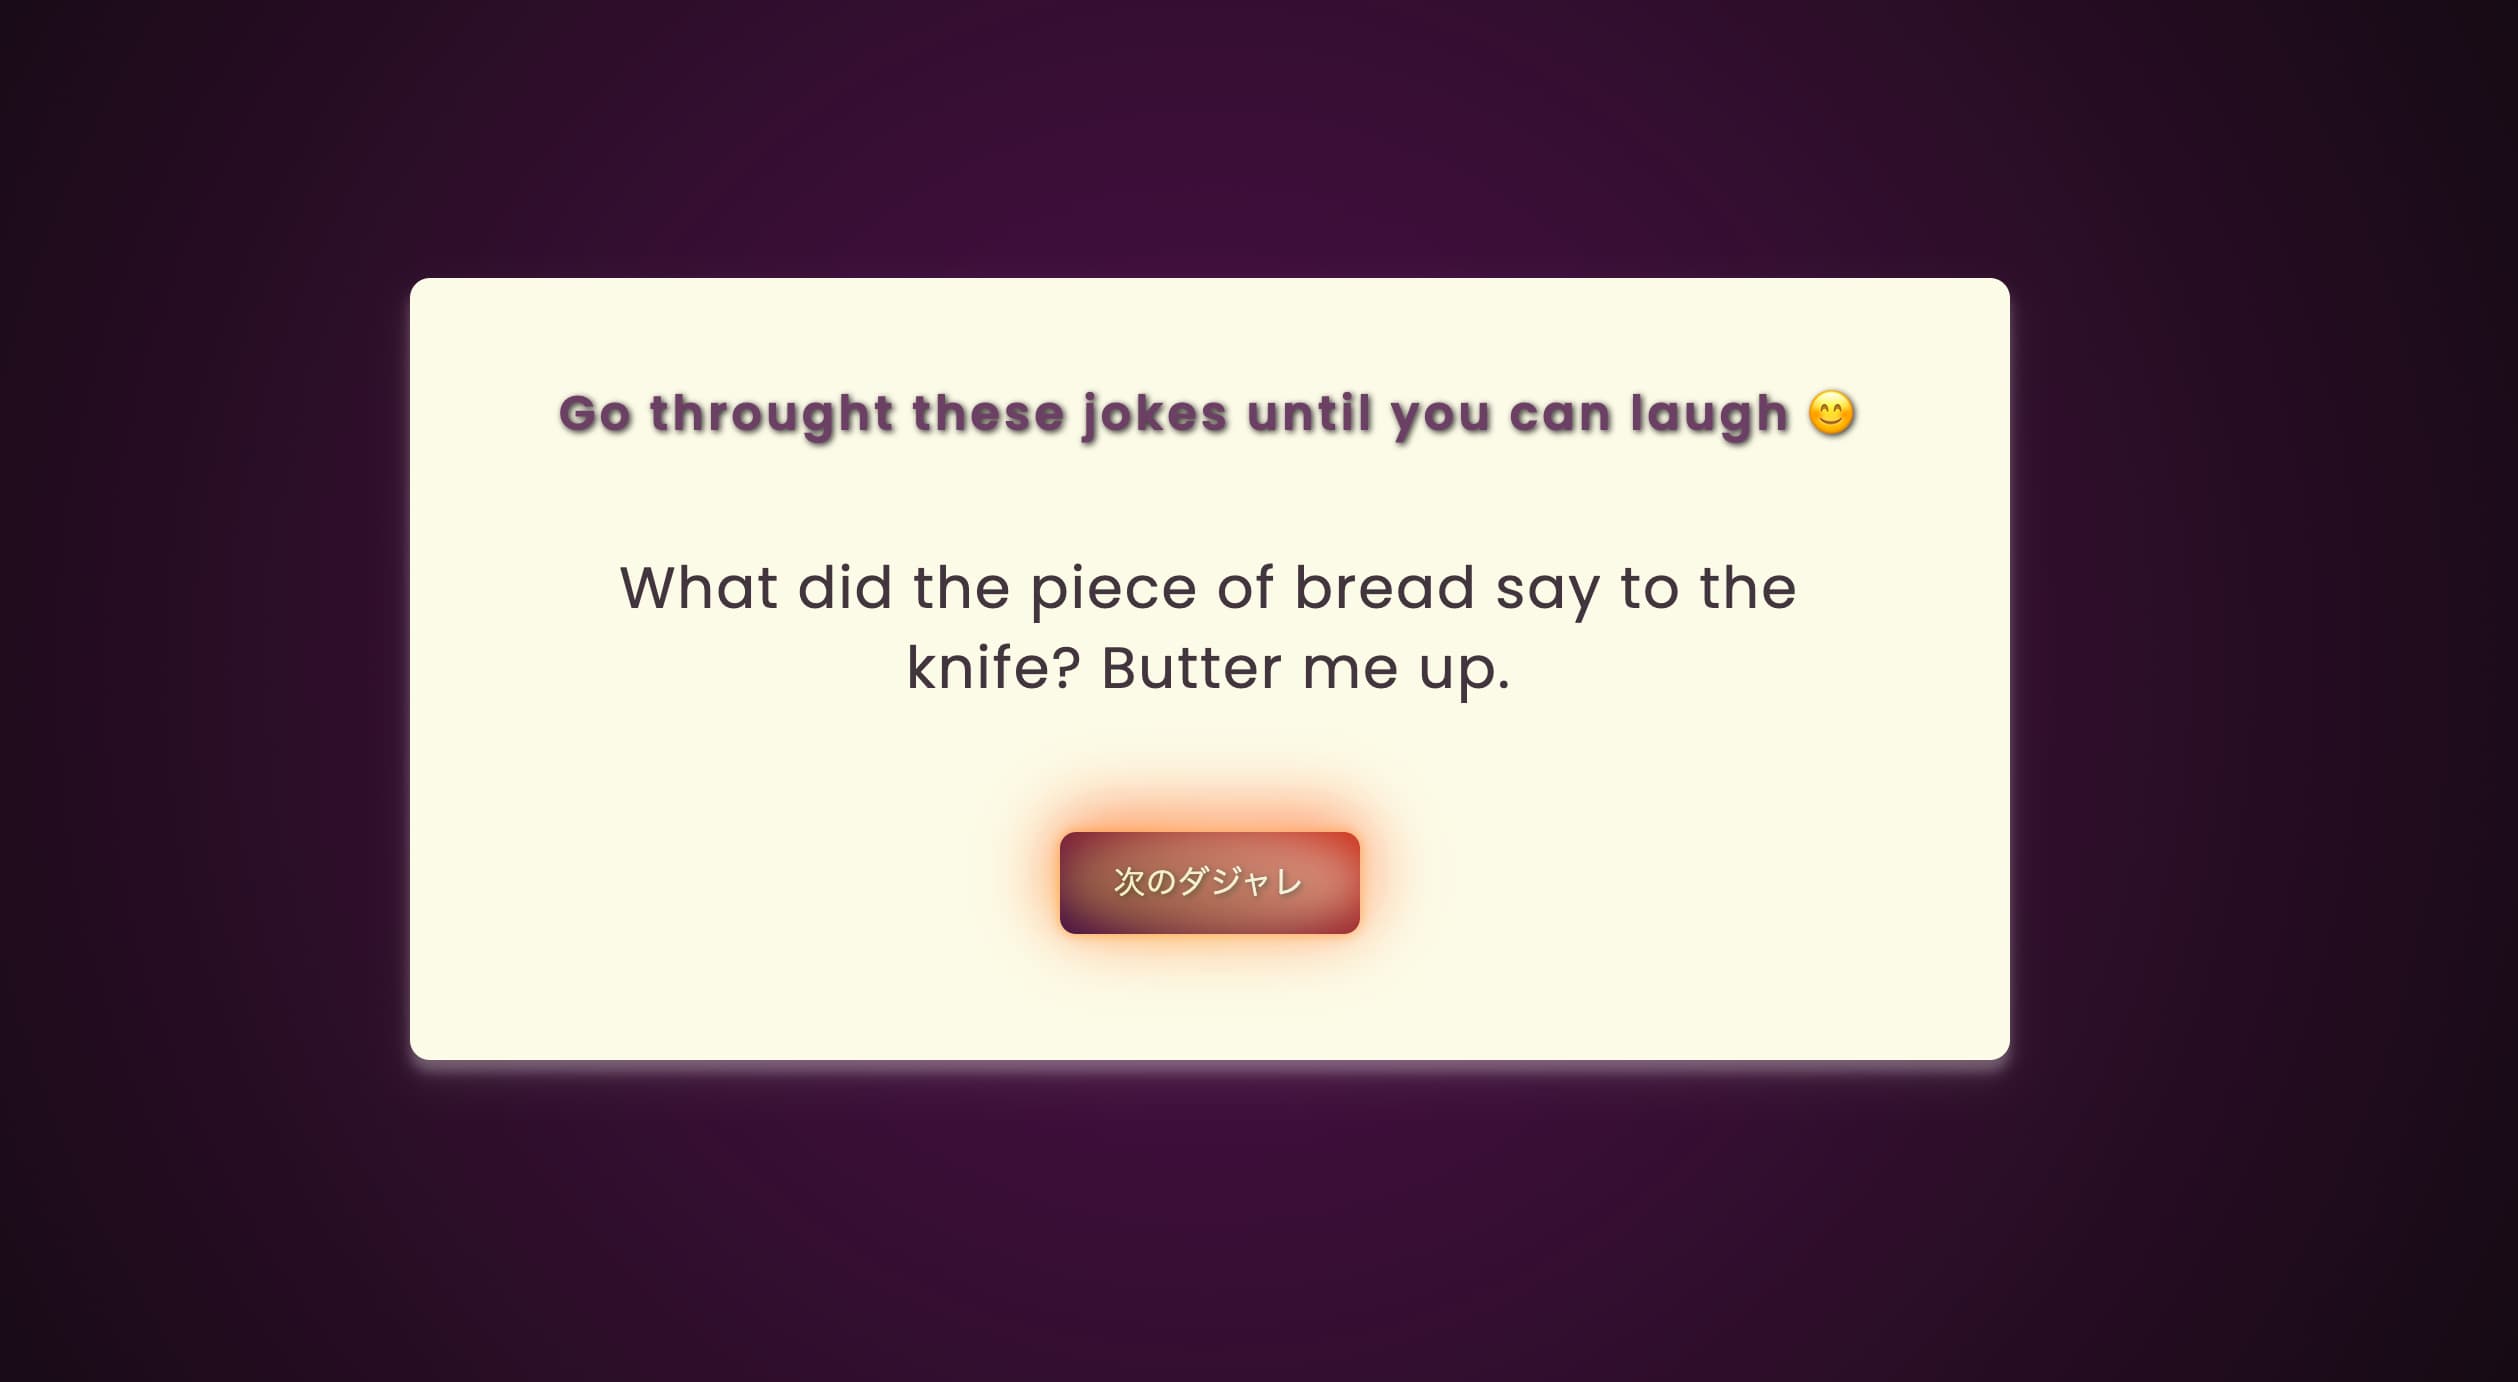 Go throught these jokes until you can laugh 😊
What did the piece of bread say to the
knife? Butter me up.
次のダジャレ